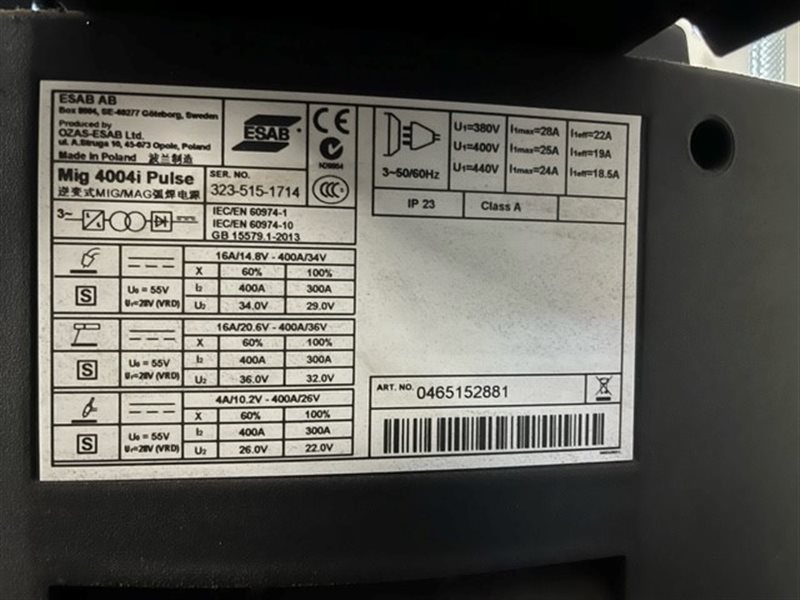 ESAB AB
Box 8004, SE-40277 Göteborg, Sweden
Produced by
OZAS-ESAB Ltd.
ul. A.Struga 10, 45-073 Opole, Poland
Made in Poland 波兰制造
ESAB
CE
N
CCC
Mig 4004i Pulse
逆变式MIG/MAG弧焊电源
SER. NO.
323-515-1714
3~
IEC/EN 60974-1
IEC/EN 60974-10
GB 15579.1-2013
16A/14.8V - 400A/34V
X 60% 100%
S U₀ = 55V I₂ 400A 300A
Uᵣ=28V (VRD) U₂ 34.0V 29.0V
16A/20.6V - 400A/36V
X 60% 100%
S U₀ = 55V I₂ 400A 300A
Uᵣ=28V (VRD) U₂ 36.0V 32.0V
4A/10.2V - 400A/26V
X 60% 100%
S U₀ = 55V I₂ 400A 300A
Uᵣ=28V (VRD) U₂ 26.0V 22.0V
3~50/60Hz
U₁=380V I₁max=28A I₁eff=22A
U₁=400V I₁max=25A I₁eff=19A
U₁=440V I₁max=24A I₁eff=18.5A
IP 23 Class A
ART. NO. 0465152881